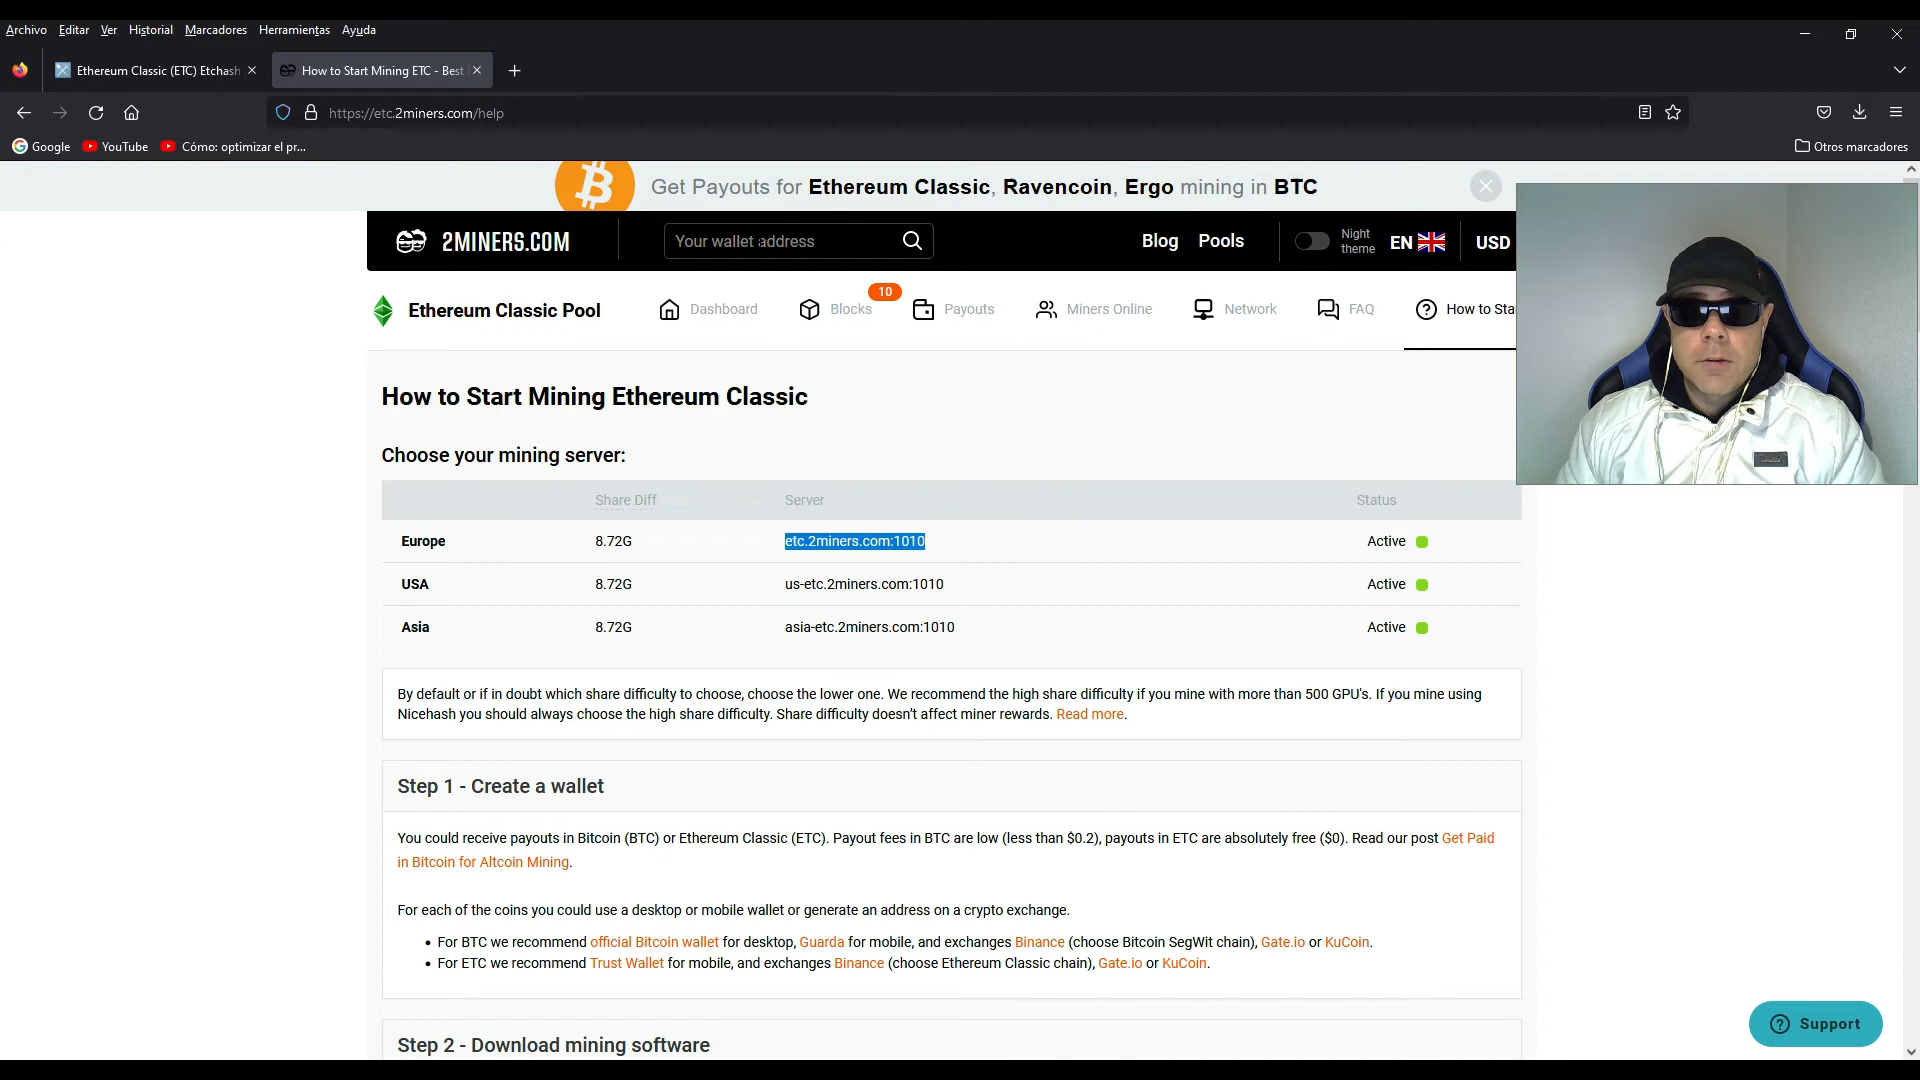 Archivo Editar Ver Historial Marcadores Herramientas Ayuda
Ethereum Classic (ETC) Etchash
How to Start Mining ETC - Best
https://etc.2miners.com/help
Google YouTube Cómo: optimizar el pr... Otros marcadores
Get Payouts for Ethereum Classic, Ravencoin, Ergo mining in BTC
2MINERS.COM Your wallet address Blog Pools Night theme EN USD
Ethereum Classic Pool Dashboard Blocks 10 Payouts Miners Online Network FAQ How to Sta
How to Start Mining Ethereum Classic
Choose your mining server:
Share Diff Server Status
Europe 8.72G etc.2miners.com:1010 Active
USA 8.72G us-etc.2miners.com:1010 Active
Asia 8.72G asia-etc.2miners.com:1010 Active
By default or if in doubt which share difficulty to choose, choose the lower one. We recommend the high share difficulty if you mine with more than 500 GPU's. If you mine using
Nicehash you should always choose the high share difficulty. Share difficulty doesn’t affect miner rewards. Read more.
Step 1 - Create a wallet
You could receive payouts in Bitcoin (BTC) or Ethereum Classic (ETC). Payout fees in BTC are low (less than $0.2), payouts in ETC are absolutely free ($0). Read our post Get Paid
in Bitcoin for Altcoin Mining.
For each of the coins you could use a desktop or mobile wallet or generate an address on a crypto exchange.
• For BTC we recommend official Bitcoin wallet for desktop, Guarda for mobile, and exchanges Binance (choose Bitcoin SegWit chain), Gate.io or KuCoin.
• For ETC we recommend Trust Wallet for mobile, and exchanges Binance (choose Ethereum Classic chain), Gate.io or KuCoin.
Support
Step 2 - Download mining software